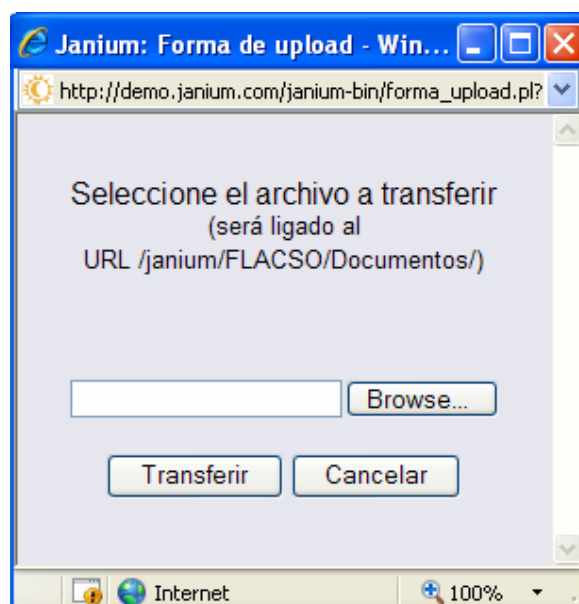 Janium: Forma de upload - Win...
http://demo.janium.com/janium-bin/forma_upload.pl?
Seleccione el archivo a transferir
(será ligado al
URL /janium/FLACSO/Documentos/)
Browse...
Transferir Cancelar
Internet 100%